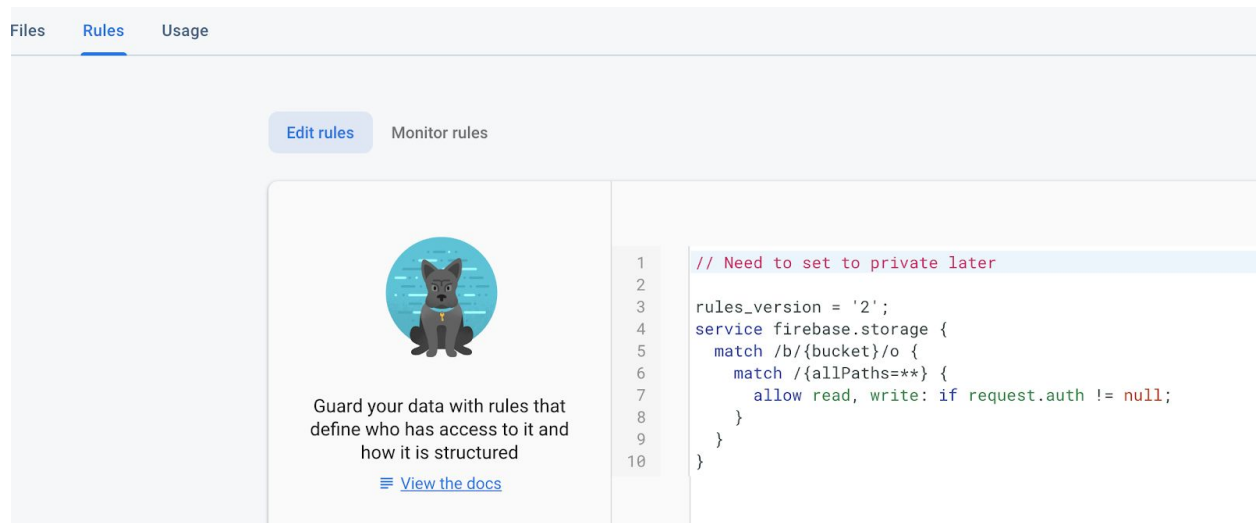 Files Rules Usage
Edit rules Monitor rules
Guard your data with rules that
define who has access to it and
how it is structured
View the docs
1 // Need to set to private later
2
3 rules_version = '2';
4 service firebase.storage {
5 match /b/{bucket}/o {
6 match /{allPaths=**} {
7 allow read, write: if request.auth != null;
8 }
9 }
10 }